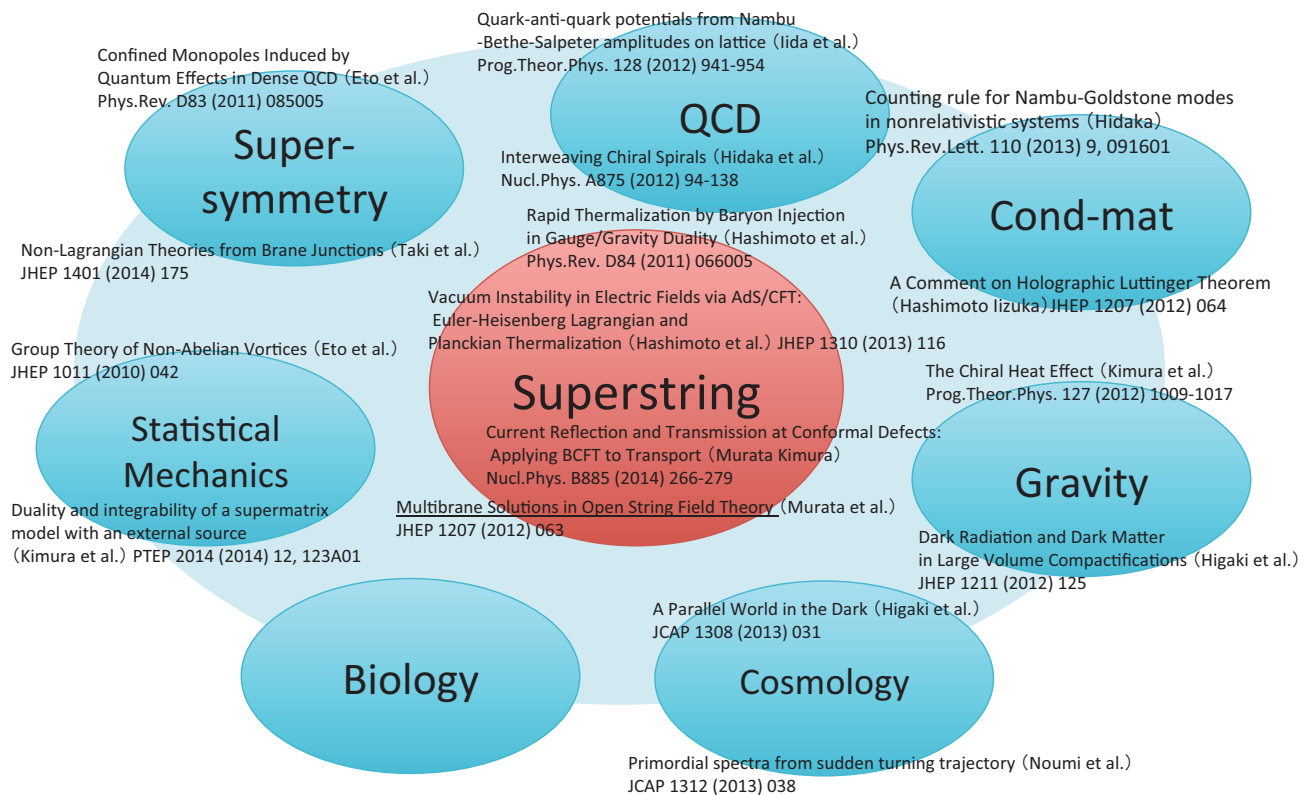 Quark-anti-quark potentials from Nambu
-Bethe-Salpeter amplitudes on lattice（Iida et al.）
Prog.Theor.Phys. 128 (2012) 941-954
QCD
Interweaving Chiral Spirals（Hidaka et al.）
Nucl.Phys. A875 (2012) 94-138
Confined Monopoles Induced by
Quantum Effects in Dense QCD（Eto et al.）
Phys.Rev. D83 (2011) 085005
Super-
symmetry
Non-Lagrangian Theories from Brane Junctions（Taki et al.）
JHEP 1401 (2014) 175
Counting rule for Nambu-Goldstone modes
in nonrelativistic systems（Hidaka）
Phys.Rev.Lett. 110 (2013) 9, 091601
Cond-mat
A Comment on Holographic Luttinger Theorem
（Hashimoto Iizuka）JHEP 1207 (2012) 064
Rapid Thermalization by Baryon Injection
in Gauge/Gravity Duality（Hashimoto et al.）
Phys.Rev. D84 (2011) 066005
Vacuum Instability in Electric Fields via AdS/CFT:
Euler-Heisenberg Lagrangian and
Planckian Thermalization（Hashimoto et al.）JHEP 1310 (2013) 116
Superstring
Current Reflection and Transmission at Conformal Defects:
Applying BCFT to Transport（Murata Kimura）
Nucl.Phys. B885 (2014) 266-279
Multibrane Solutions in Open String Field Theory（Murata et al.）
JHEP 1207 (2012) 063
Group Theory of Non-Abelian Vortices（Eto et al.）
JHEP 1011 (2010) 042
Statistical
Mechanics
Duality and integrability of a supermatrix
model with an external source
（Kimura et al.）PTEP 2014 (2014) 12, 123A01
The Chiral Heat Effect（Kimura et al.）
Prog.Theor.Phys. 127 (2012) 1009-1017
Gravity
Dark Radiation and Dark Matter
in Large Volume Compactifications（Higaki et al.）
JHEP 1211 (2012) 125
Biology
A Parallel World in the Dark（Higaki et al.）
JCAP 1308 (2013) 031
Cosmology
Primordial spectra from sudden turning trajectory（Noumi et al.）
JCAP 1312 (2013) 038